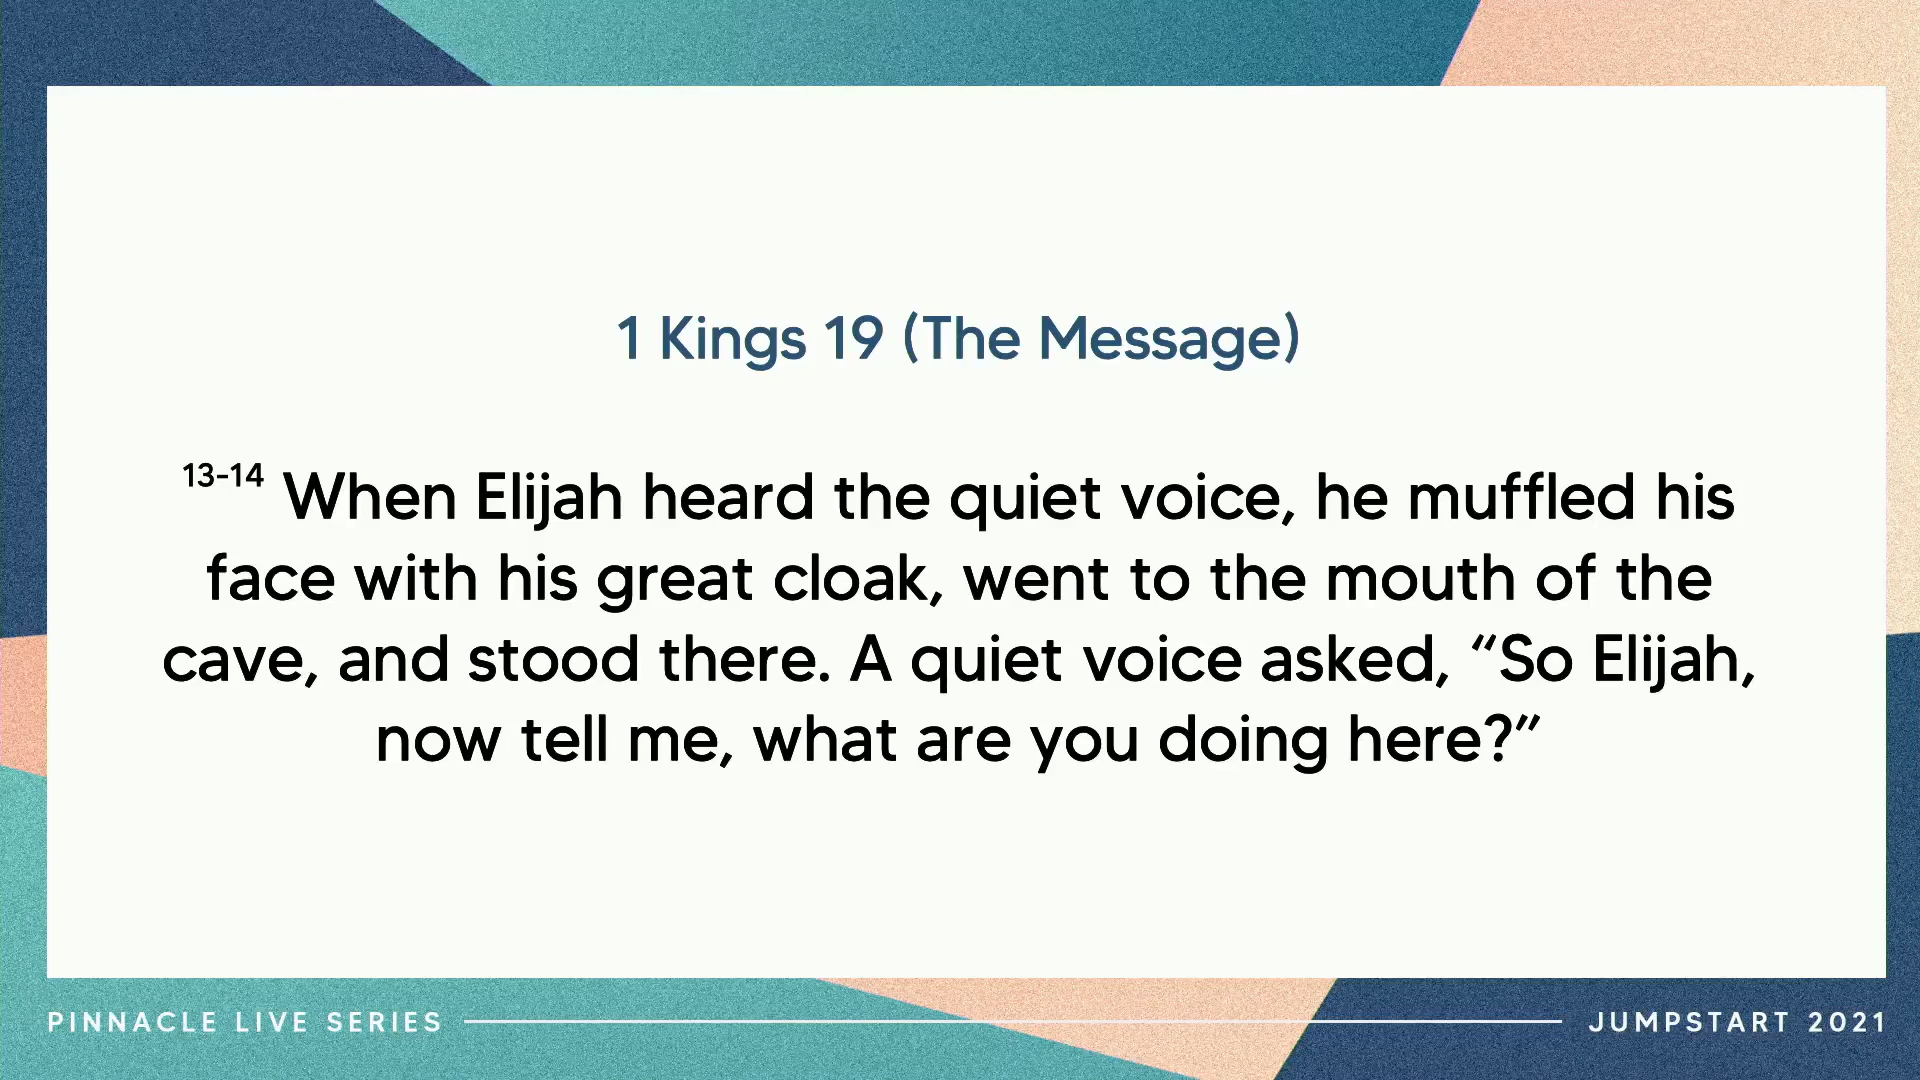 1 Kings 19 (The Message)
13-14 When Elijah heard the quiet voice, he muffled his
face with his great cloak, went to the mouth of the
cave, and stood there. A quiet voice asked, “So Elijah,
now tell me, what are you doing here?”
PINNACLE LIVE SERIES
JUMPSTART 2021